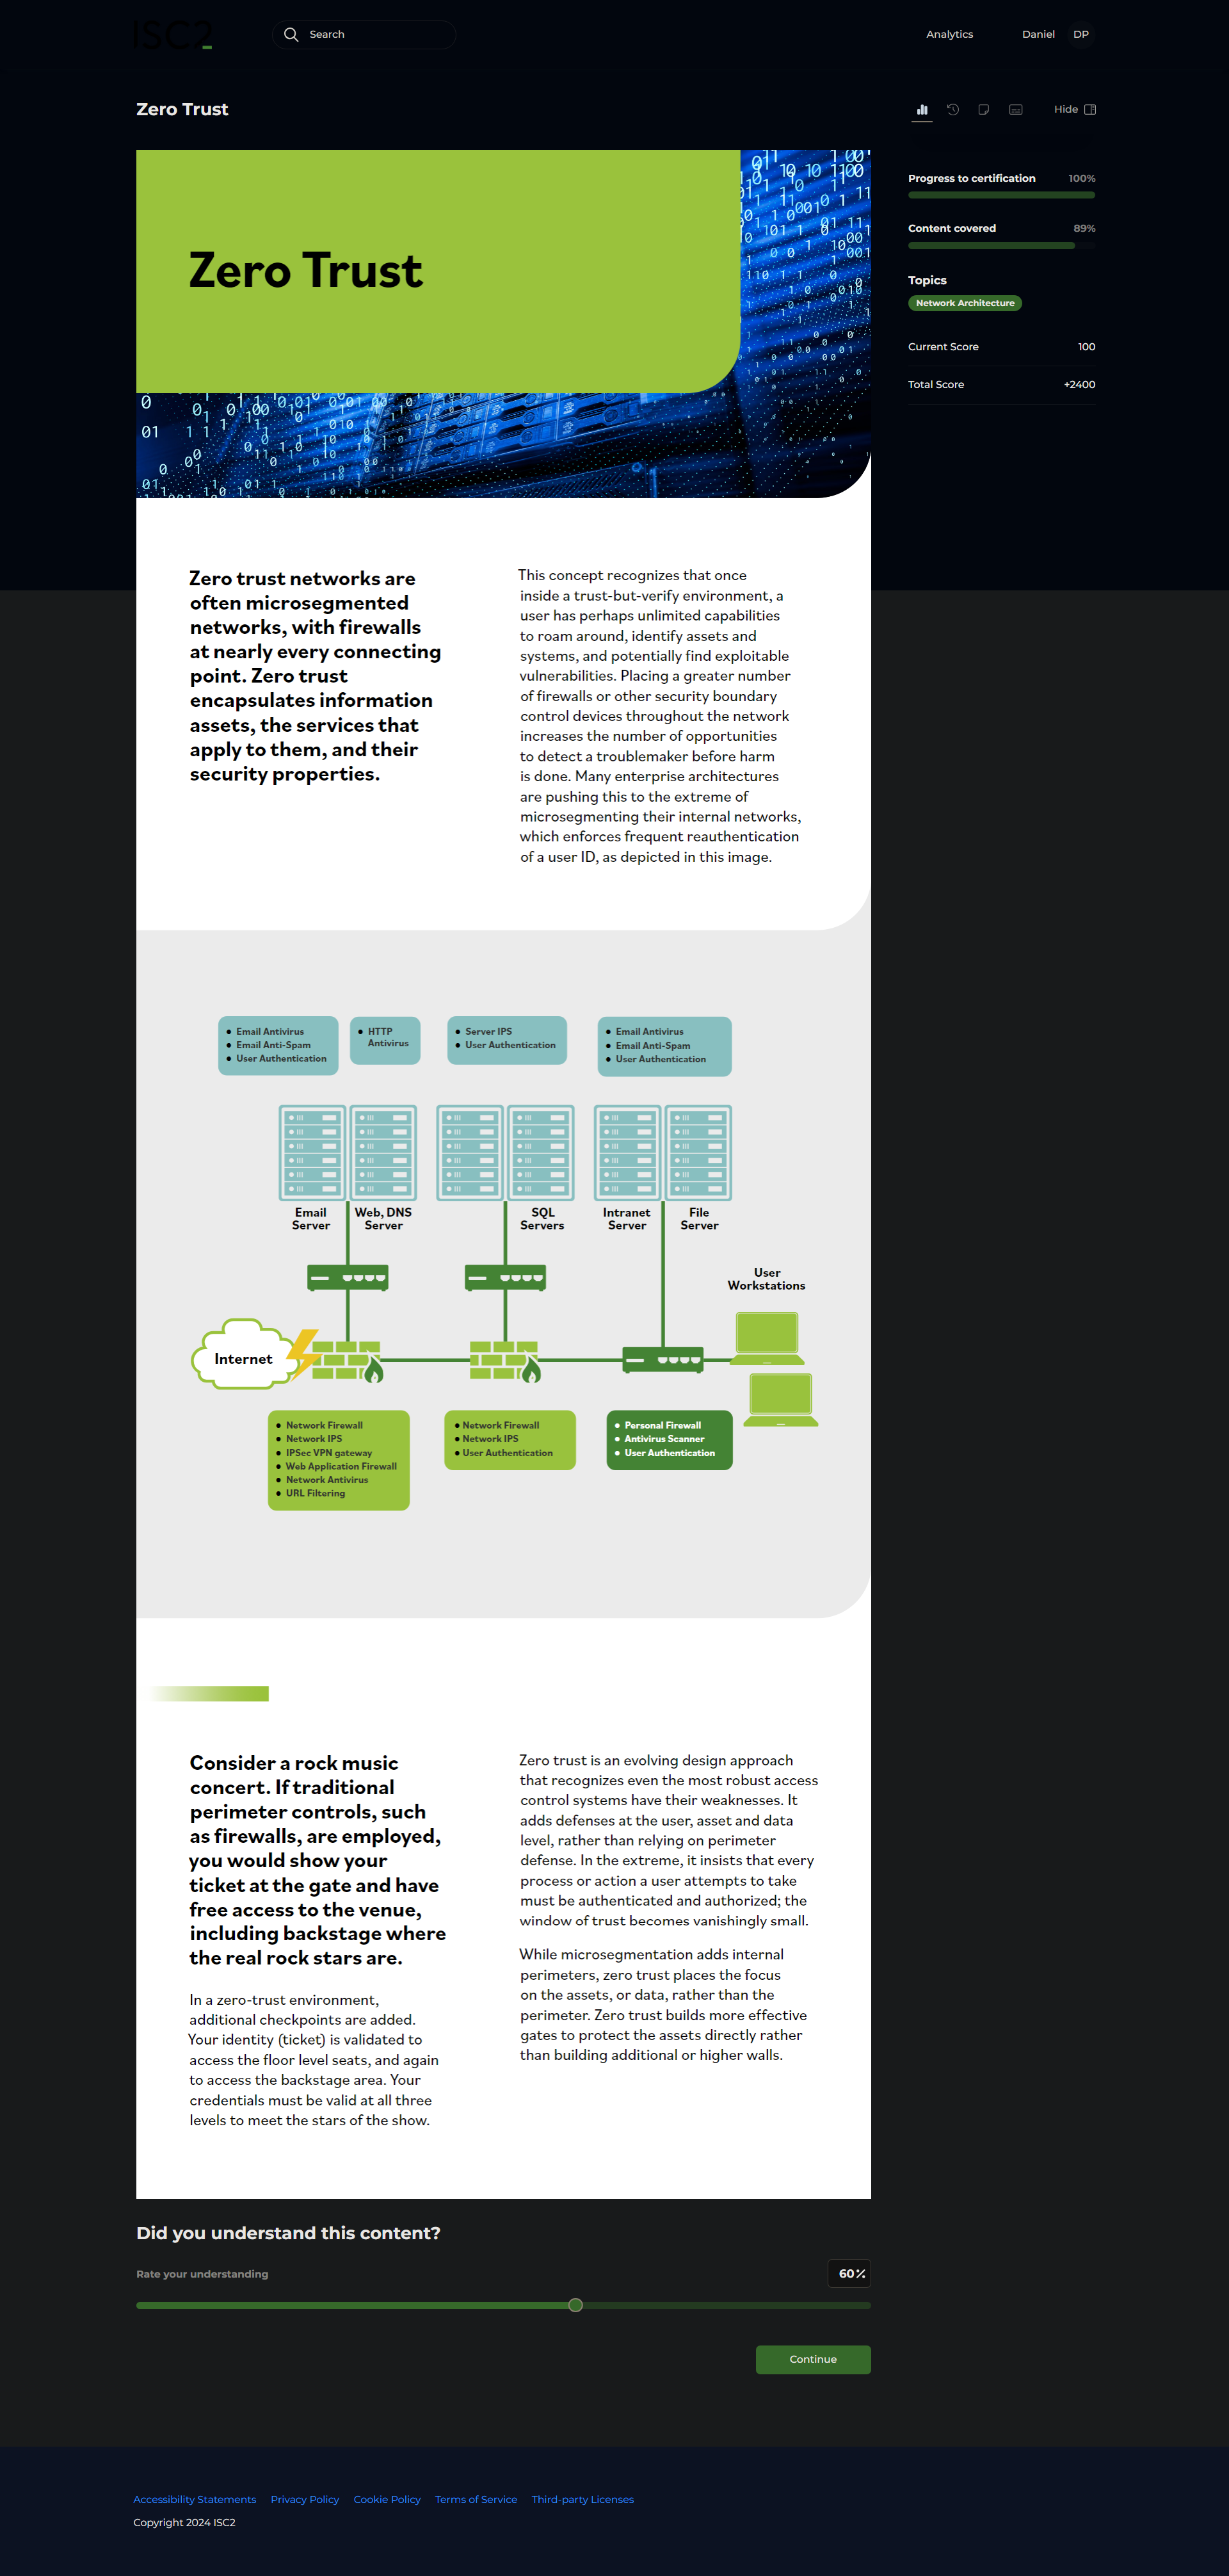 ISC2
Search
Analytics
Daniel
DP
Zero Trust
Hide
Progress to certification 100%
Content covered 89%
Topics
Network Architecture
Current Score 100
Total Score +2400
Zero Trust
Zero trust networks are
often microsegmented
networks, with firewalls
at nearly every connecting
point. Zero trust
encapsulates information
assets, the services that
apply to them, and their
security properties.
This concept recognizes that once
inside a trust-but-verify environment, a
user has perhaps unlimited capabilities
to roam around, identify assets and
systems, and potentially find exploitable
vulnerabilities. Placing a greater number
of firewalls or other security boundary
control devices throughout the network
increases the number of opportunities
to detect a troublemaker before harm
is done. Many enterprise architectures
are pushing this to the extreme of
microsegmenting their internal networks,
which enforces frequent reauthentication
of a user ID, as depicted in this image.
• Email Antivirus
• Email Anti-Spam
• User Authentication
• HTTP
Antivirus
• Server IPS
• User Authentication
• Email Antivirus
• Email Anti-Spam
• User Authentication
Email
Server
Web, DNS
Server
SQL
Servers
Intranet
Server
File
Server
User
Workstations
Internet
• Network Firewall
• Network IPS
• IPSec VPN gateway
• Web Application Firewall
• Network Antivirus
• URL Filtering
• Network Firewall
• Network IPS
• User Authentication
• Personal Firewall
• Antivirus Scanner
• User Authentication
Consider a rock music
concert. If traditional
perimeter controls, such
as firewalls, are employed,
you would show your
ticket at the gate and have
free access to the venue,
including backstage where
the real rock stars are.
In a zero-trust environment,
additional checkpoints are added.
Your identity (ticket) is validated to
access the floor level seats, and again
to access the backstage area. Your
credentials must be valid at all three
levels to meet the stars of the show.
Zero trust is an evolving design approach
that recognizes even the most robust access
control systems have their weaknesses. It
adds defenses at the user, asset and data
level, rather than relying on perimeter
defense. In the extreme, it insists that every
process or action a user attempts to take
must be authenticated and authorized; the
window of trust becomes vanishingly small.
While microsegmentation adds internal
perimeters, zero trust places the focus
on the assets, or data, rather than the
perimeter. Zero trust builds more effective
gates to protect the assets directly rather
than building additional or higher walls.
Did you understand this content?
Rate your understanding
60%
Continue
Accessibility Statements Privacy Policy Cookie Policy Terms of Service Third-party Licenses
Copyright 2024 ISC2